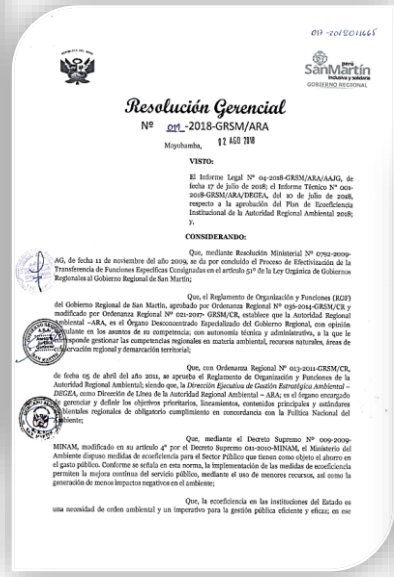 017-2018011665
REPÚBLICA DEL PERÚ
perú
SanMartín
inclusiva y solidaria
GOBIERNO REGIONAL
Resolución Gerencial
Nº 011-2018-GRSM/ARA
Moyobamba, 02 AGO 2018
VISTO:
El Informe Legal Nº 04-2018-GRSM/ARA/AAJG, de
fecha 17 de julio de 2018; el Informe Técnico Nº 001-
2018-GRSM/ARA/DEGEA, del 10 de julio de 2018,
respecto a la aprobación del Plan de Ecoeficiencia
Institucional de la Autoridad Regional Ambiental 2018;
y,
CONSIDERANDO:
Que, mediante Resolución Ministerial Nº 0792-2009-
AG, de fecha 11 de noviembre del año 2009, se da por concluido el Proceso de Efectivización de la
Transferencia de Funciones Específicas Consignadas en el artículo 51º de la Ley Orgánica de Gobiernos
Regionales al Gobierno Regional de San Martín;
Que, el Reglamento de Organización y Funciones (ROF)
del Gobierno Regional de San Martín, aprobado por Ordenanza Regional Nº 036-2014-GRSM/CR y
modificado por Ordenanza Regional Nº 021-2017- GRSM/CR, establece que la Autoridad Regional
Ambiental –ARA, es el Órgano Desconcentrado Especializado del Gobierno Regional, con opinión
vinculante en los asuntos de su competencia; con autonomía técnica y administrativa, a la que le
corresponde gestionar las competencias regionales en materia ambiental, recursos naturales, áreas de
conservación regional y demarcación territorial;
Que, con Ordenanza Regional Nº 013-2011-GRSM/CR,
de fecha 05 de abril del año 2011, se aprueba el Reglamento de Organización y Funciones de la
Autoridad Regional Ambiental; siendo que, la Dirección Ejecutiva de Gestión Estratégica Ambiental –
DEGEA, como Dirección de Línea de la Autoridad Regional Ambiental – ARA; es el órgano encargado
de gerenciar y definir los objetivos prioritarios, lineamientos, contenidos principales y estándares
ambientales regionales de obligatorio cumplimiento en concordancia con la Política Nacional del
Ambiente;
Que, mediante el Decreto Supremo Nº 009-2009-
MINAM, modificado en su artículo 4º por el Decreto Supremo 011-2010-MINAM, el Ministerio del
Ambiente dispuso medidas de ecoeficiencia para el Sector Público que tienen como objeto el ahorro en
el gasto público. Conforme se señala en esta norma, la implementación de las medidas de ecoeficiencia
permiten la mejora continua del servicio público, mediante el uso de menores recursos, así como la
generación de menos impactos negativos en el ambiente;
Que, la ecoeficiencia en las instituciones del Estado es
una necesidad de orden ambiental y un imperativo para la gestión pública eficiente y eficaz; en ese